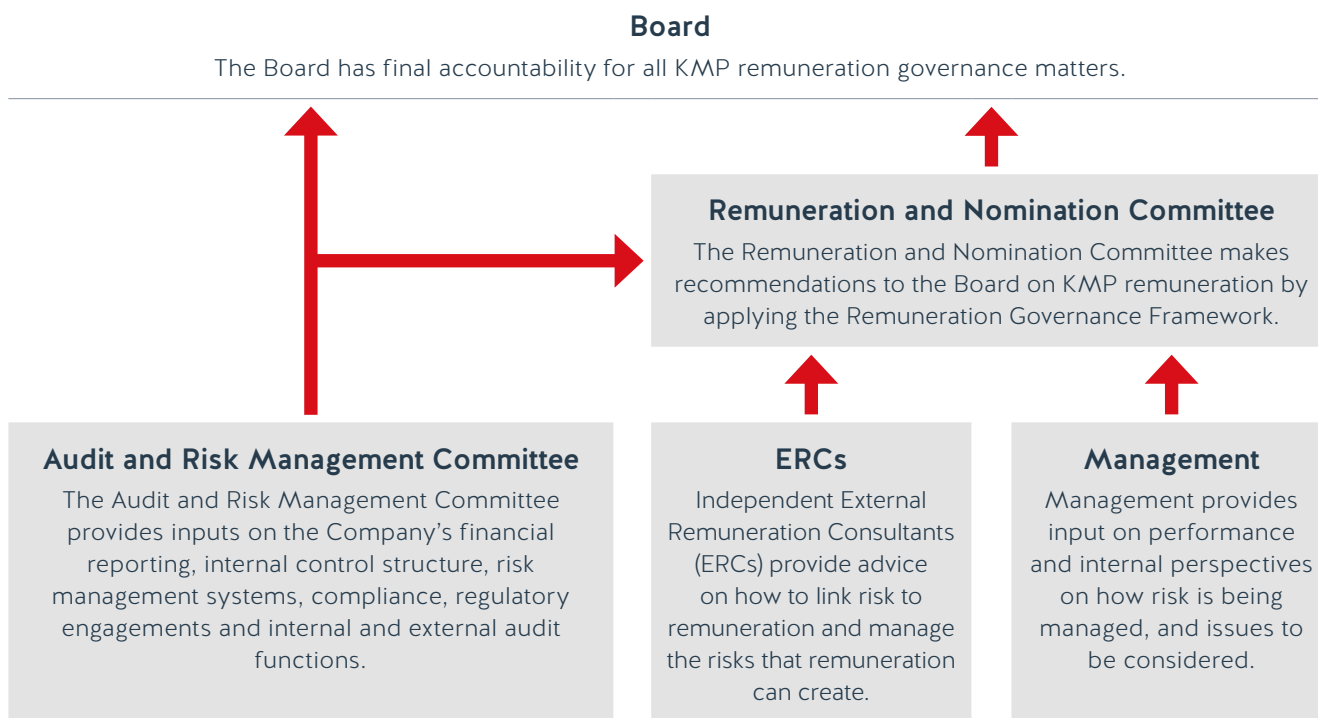 Board
The Board has final accountability for all KMP remuneration governance matters.
Remuneration and Nomination Committee
The Remuneration and Nomination Committee makes
recommendations to the Board on KMP remuneration by
applying the Remuneration Governance Framework.
Audit and Risk Management Committee
The Audit and Risk Management Committee
provides inputs on the Company’s financial
reporting, internal control structure, risk
management systems, compliance, regulatory
engagements and internal and external audit
functions.
ERCs
Independent External
Remuneration Consultants
(ERCs) provide advice
on how to link risk to
remuneration and manage
the risks that remuneration
can create.
Management
Management provides
input on performance
and internal perspectives
on how risk is being
managed, and issues to
be considered.